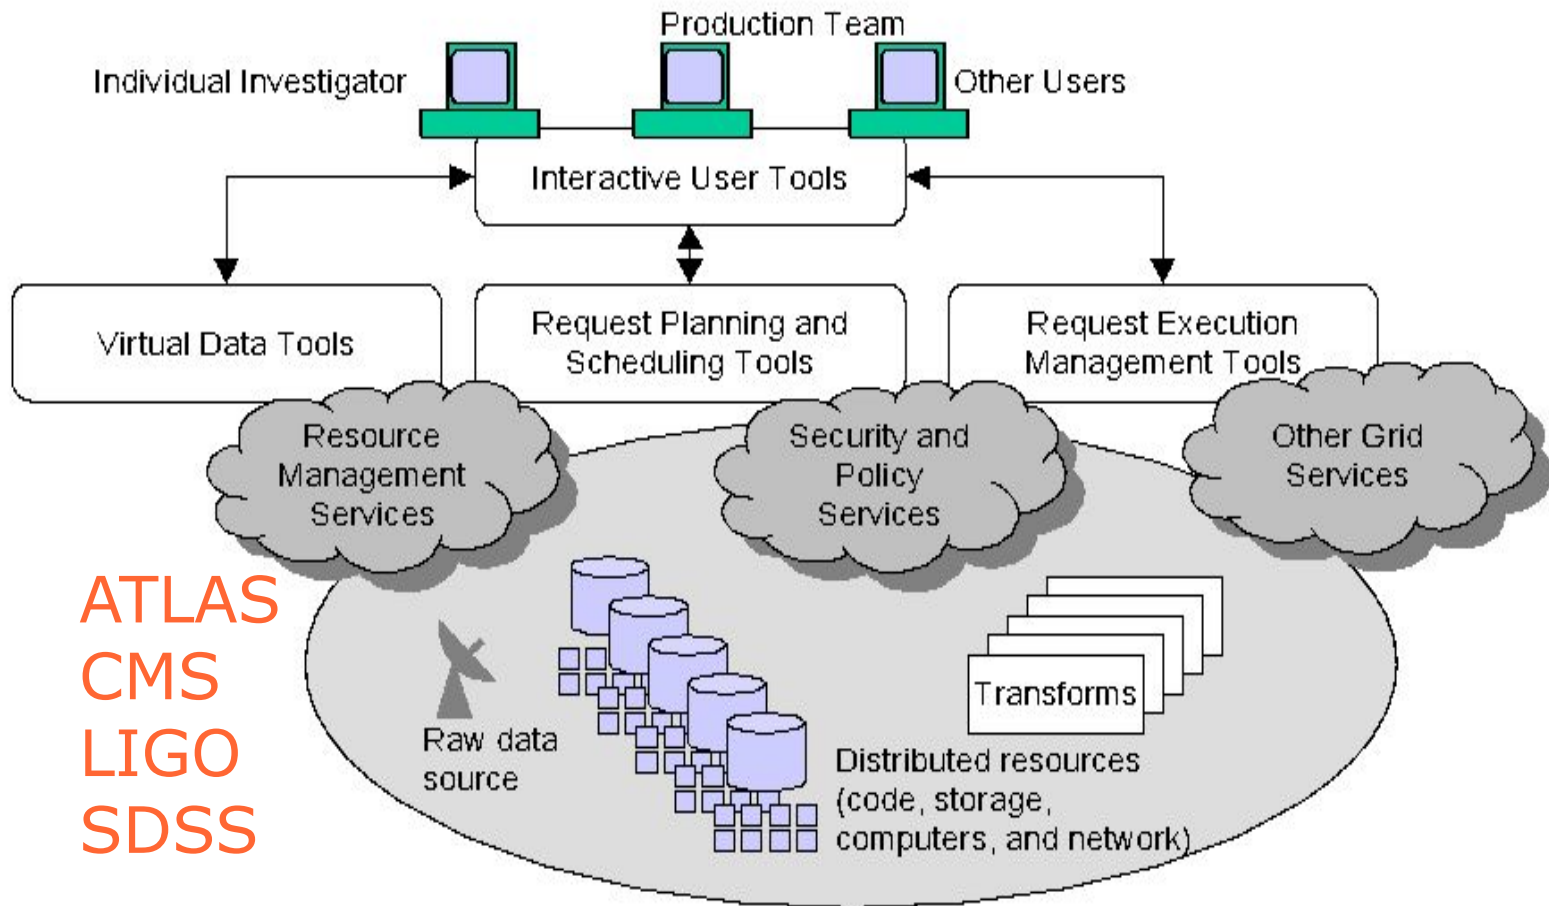 Production Team
Individual Investigator
Other Users
Interactive User Tools
Virtual Data Tools
Request Planning and
Scheduling Tools
Request Execution
Management Tools
Resource
Management
Services
Security and
Policy
Services
Other Grid
Services
ATLAS
CMS
LIGO
SDSS
Raw data
source
Transforms
Distributed resources
(code, storage,
computers, and network)